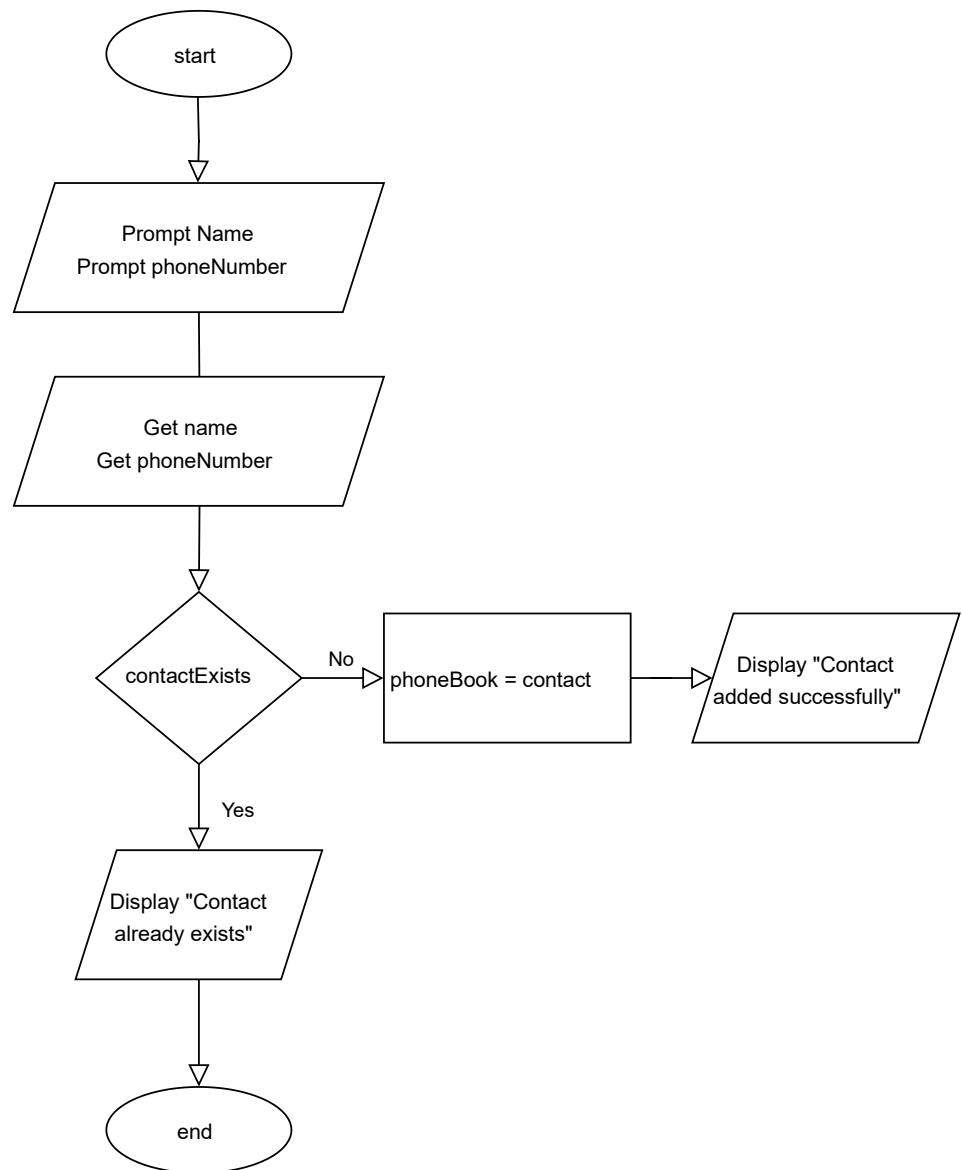 start
Prompt Name
Prompt phoneNumber
Get name
Get phoneNumber
contactExists
No
phoneBook = contact
Display "Contact
added successfully"
Yes
Display "Contact
already exists"
end